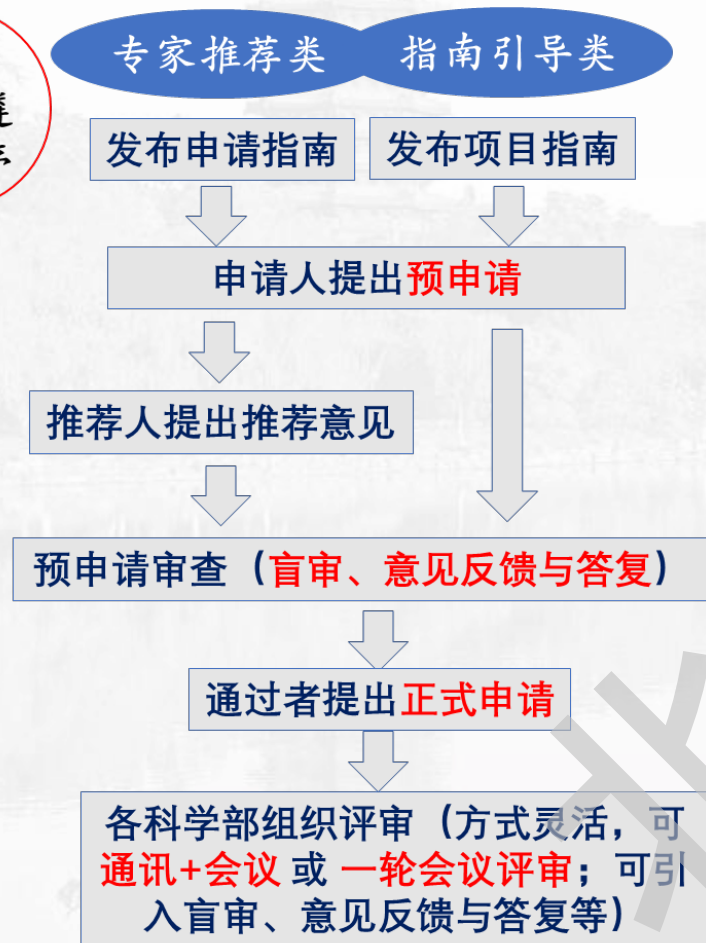 专家推荐类
指南引导类
发布申请指南
发布项目指南
申请人提出预申请
推荐人提出推荐意见
预申请审查（盲审、意见反馈与答复）
通过者提出正式申请
各科学部组织评审（方式灵活，可
通讯+会议 或 一轮会议评审；可引
入盲审、意见反馈与答复等）